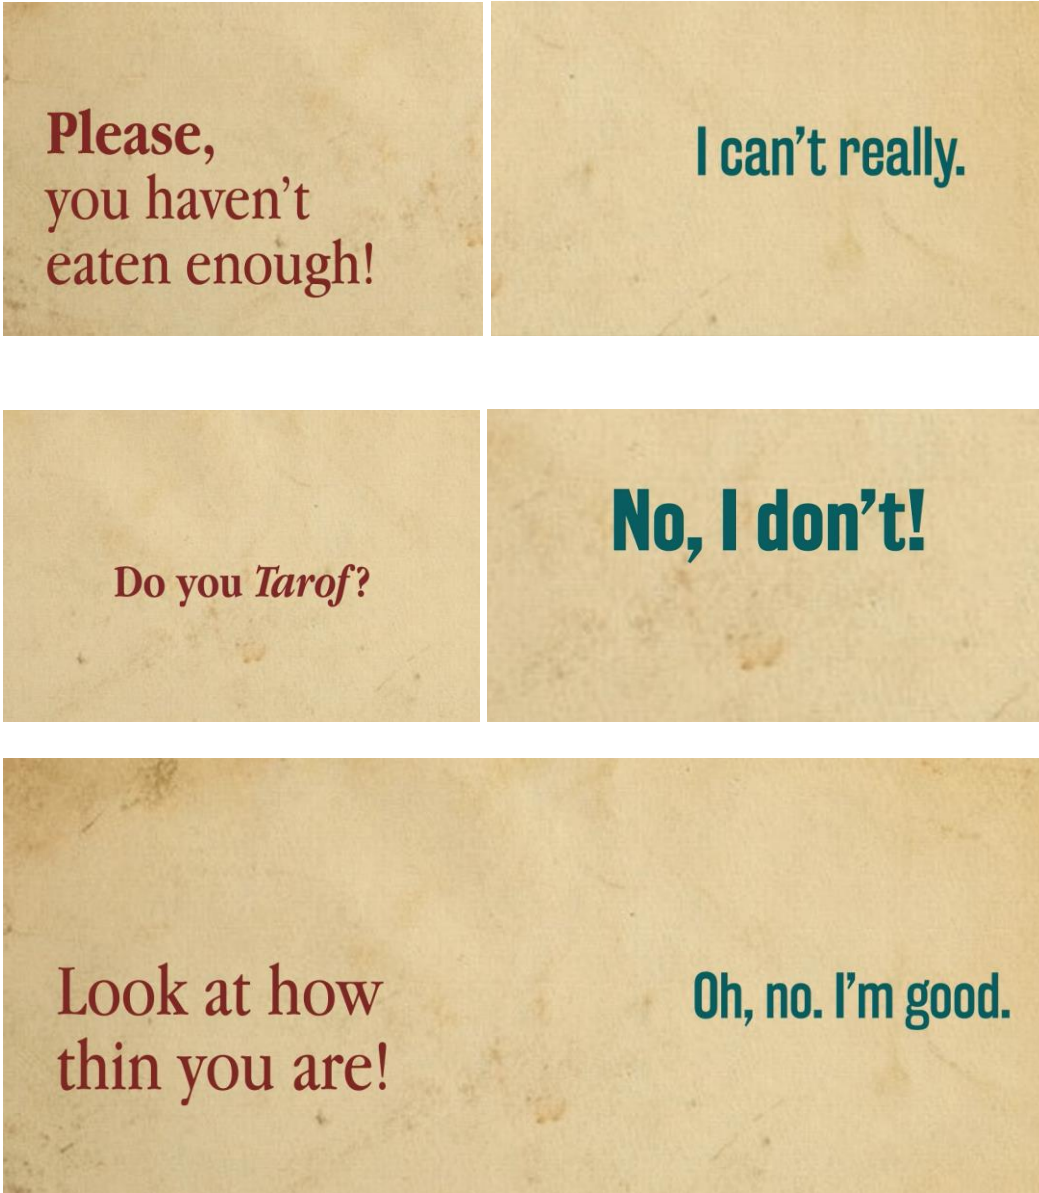 Please,
you haven't
eaten enough!
I can't really.
Do you Tarof?
No, I don't!
Look at how
thin you are!
Oh, no. I'm good.